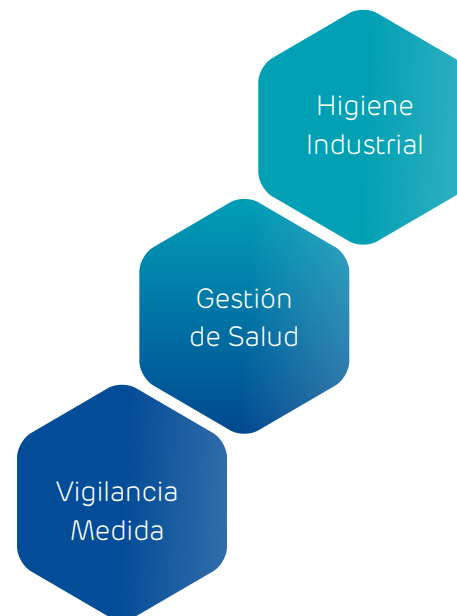 Higiene
Industrial
Gestión
de Salud
Vigilancia
Medida